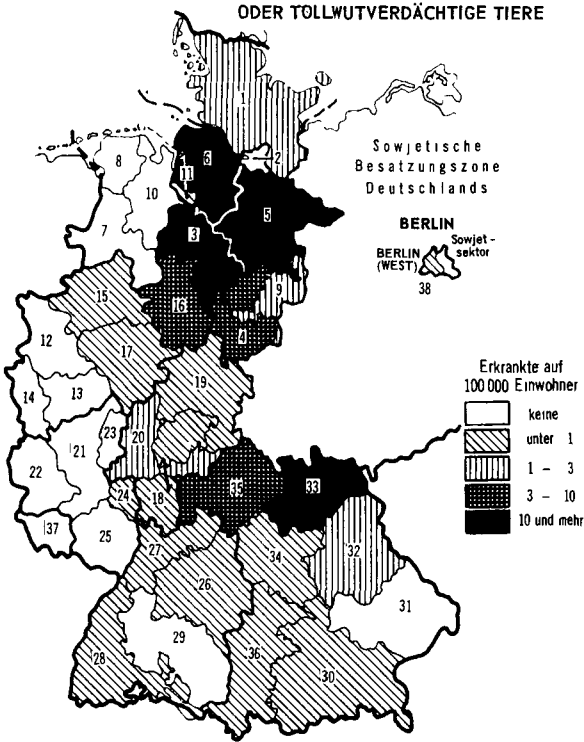 ODER TOLLWUTVERDÄCHTIGE TIERE
1
2
Sowjetische
Besatzungszone
Deutschlands
8
6
11
10
5
7
3
BERLIN
BERLIN
(WEST)
Sowjet-
sektor
38
9
15
16
4
12
17
19
14
13
20
23
21
22
24
18
35
33
37
25
27
34
32
26
31
29
28
36
30
Erkrankte auf
100 000 Einwohner
keine
unter 1
1 – 3
3 – 10
10 und mehr